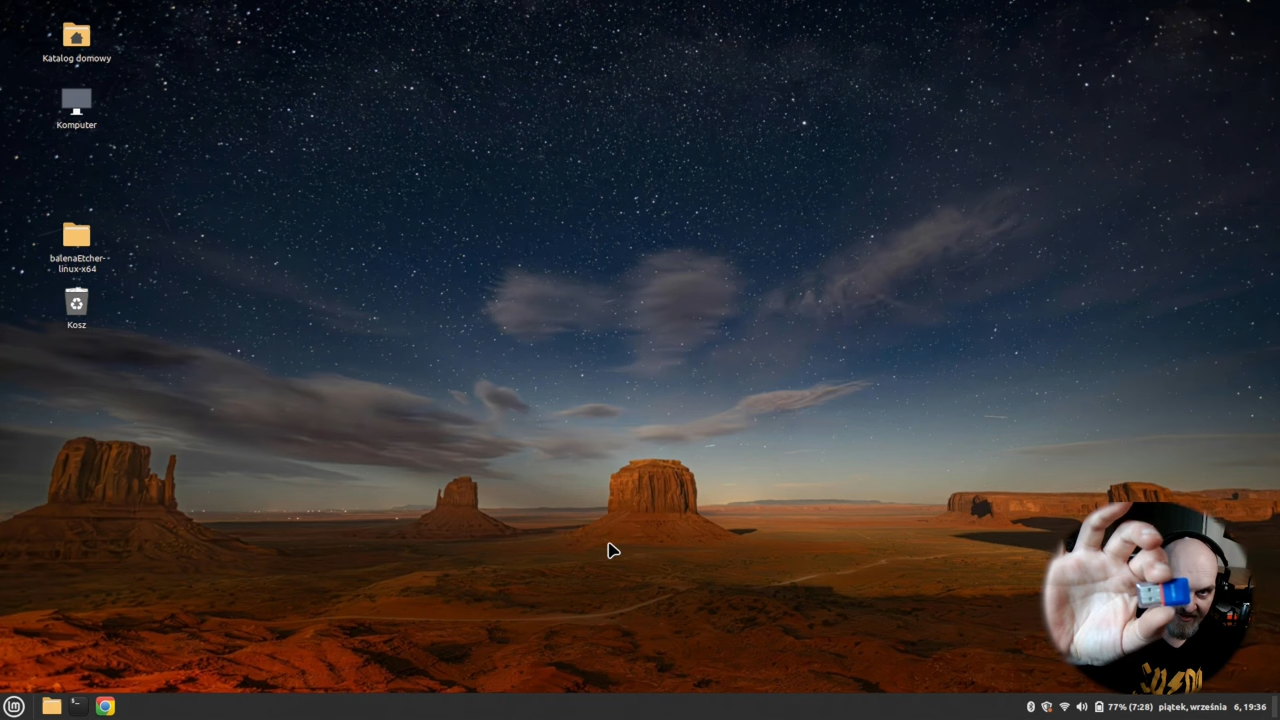 Katalog domowy
Komputer
balenaEtcher-
linux-x64
Kosz
77% (7:28) piątek, września 6, 19:36